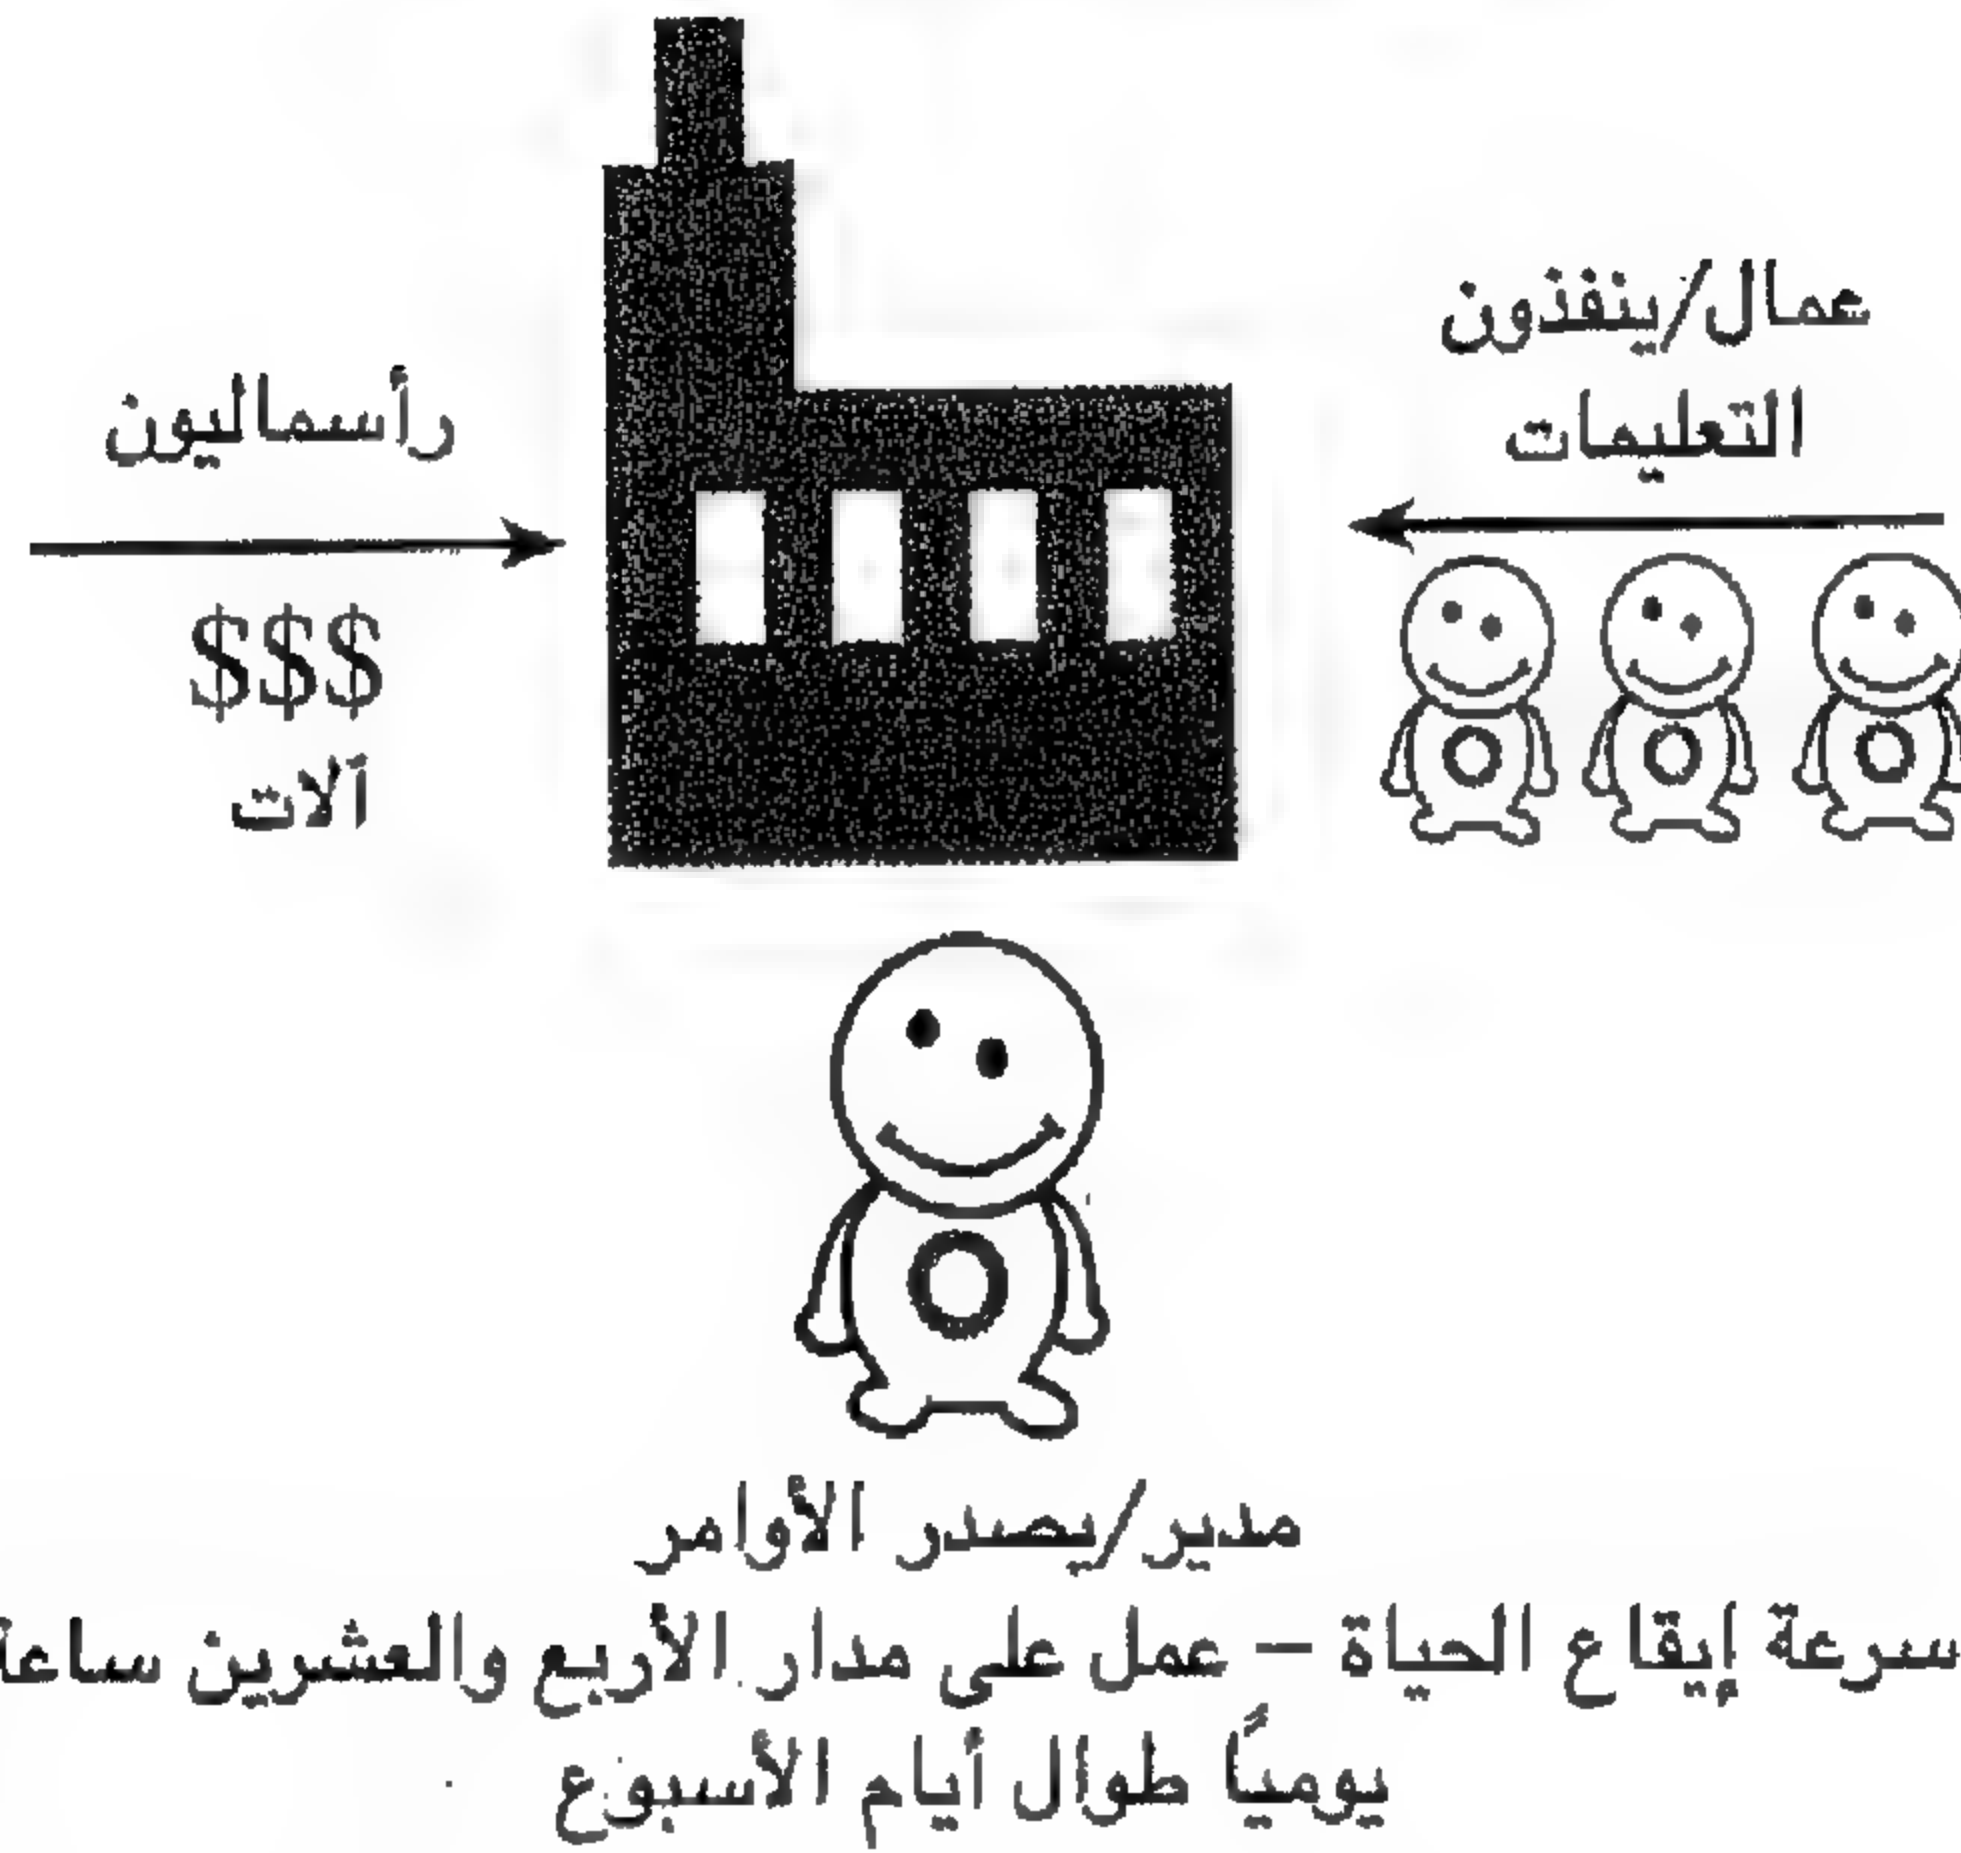 عمال/ينفذون
التعليمات
رأسماليون
$$$
آلات
مدير/يصدر الأوامر
سرعة إيقاع الحياة – عمل على مدار الأربع والعشرين ساعة
يومياً طوال أيام الأسبوع